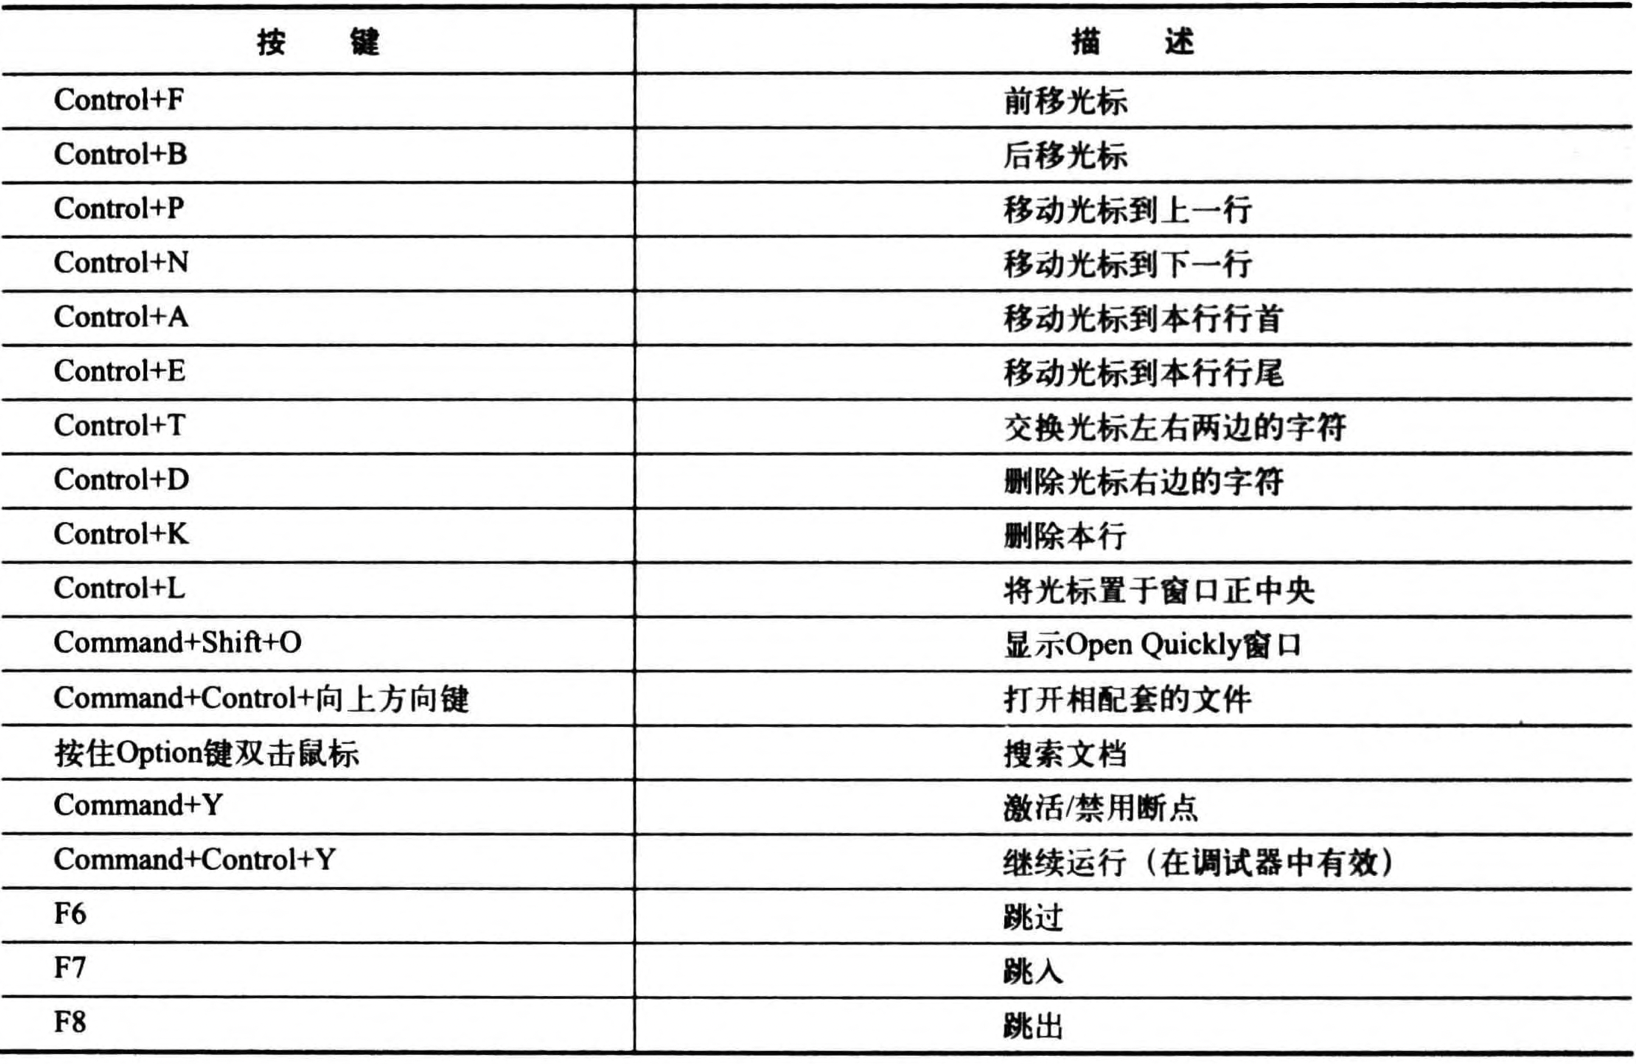 按 键 描 述
Control+F 前移光标
Control+B 后移光标
Control+P 移动光标到上一行
Control+N 移动光标到下一行
Control+A 移动光标到本行行首
Control+E 移动光标到本行行尾
Control+T 交换光标左右两边的字符
Control+D 删除光标右边的字符
Control+K 删除本行
Control+L 将光标置于窗口正中央
Command+Shift+O 显示Open Quickly窗口
Command+Control+向上方向键 打开相配套的文件
按住Option键双击鼠标 搜索文档
Command+Y 激活/禁用断点
Command+Control+Y 继续运行（在调试器中有效）
F6 跳过
F7 跳入
F8 跳出